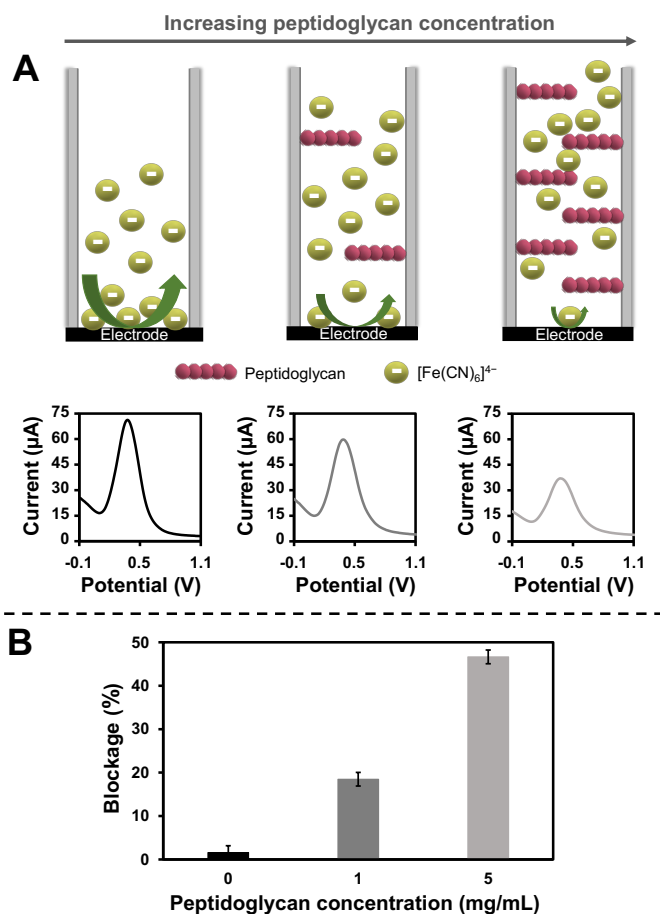 Increasing peptidoglycan concentration
A
Electrode
Electrode
Electrode
Peptidoglycan
[Fe(CN)₆]⁴⁻
Current (µA)
75
60
45
30
15
0
-0.1
0.5
1.1
Potential (V)
Current (µA)
75
60
45
30
15
0
-0.1
0.5
1.1
Potential (V)
Current (µA)
75
60
45
30
15
0
-0.1
0.5
1.1
Potential (V)
B
Blockage (%)
50
40
30
20
10
0
0
1
5
Peptidoglycan concentration (mg/mL)